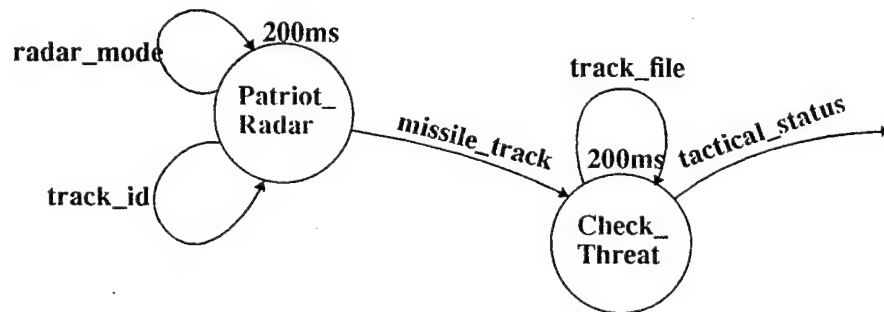 200ms
radar_mode
Patriot_
Radar
track_id
missile_track
track_file
200ms
tactical_status
Check_
Threat